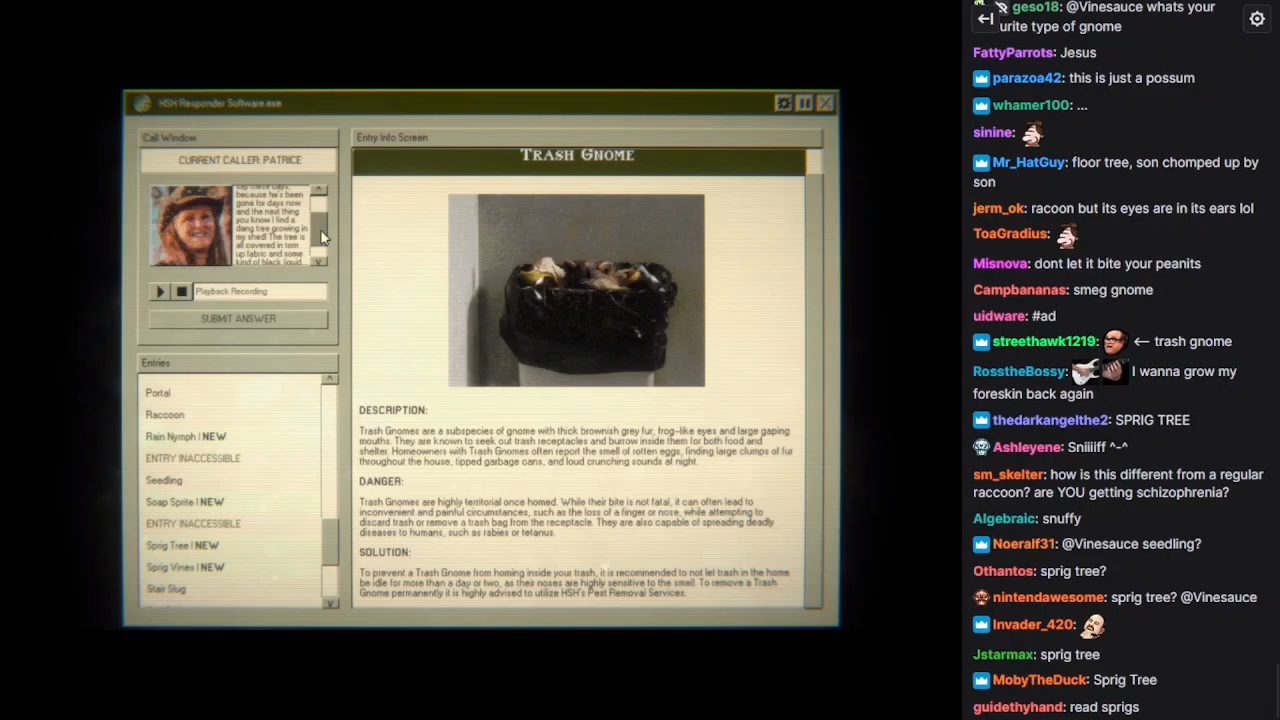 HSH Responder Software.exe
Call Window
CURRENT CALLER: PATRICE
say these days,
because he's been
gone for days now
and the next thing
you know I find a
dang tree growing in
my shed! The tree is
all covered in torn
up fabric and some
kind of black liquid.
Playback Recording
SUBMIT ANSWER
Entries
Portal
Raccoon
Rain Nymph | NEW
ENTRY INACCESSIBLE
Seedling
Soap Sprite | NEW
ENTRY INACCESSIBLE
Sprig Tree | NEW
Sprig Vines | NEW
Stair Slug
Entry Info Screen
TRASH GNOME
DESCRIPTION:
Trash Gnomes are a subspecies of gnome with thick brownish grey fur, frog-like eyes and large gaping
mouths. They are known to seek out trash receptacles and burrow inside them for both food and
shelter. Homeowners with Trash Gnomes often report the smell of rotten eggs, finding large clumps of fur
throughout the house, tipped garbage cans, and loud crunching sounds at night.
DANGER:
Trash Gnomes are highly territorial once homed. While their bite is not fatal, it can often lead to
inconvenient and painful circumstances, such as the loss of a finger or nose, while attempting to
discard trash or remove a trash bag from the receptacle. They are also capable of spreading deadly
diseases to humans, such as rabies or tetanus.
SOLUTION:
To prevent a Trash Gnome from homing inside your trash, it is recommended to not let trash in the home
be idle for more than a day or two, as their noses are highly sensitive to the smell. To remove a Trash
Gnome permanently it is highly advised to utilize HSH's Pest Removal Services.
geso18: @Vinesauce whats your
urite type of gnome
FattyParrots: Jesus
parazoa42: this is just a possum
whamer100: ...
sinine:
Mr_HatGuy: floor tree, son chomped up by
son
jerm_ok: racoon but its eyes are in its ears lol
ToaGradius:
Misnova: dont let it bite your peanits
Campbananas: smeg gnome
uidware: #ad
streethawk1219: <— trash gnome
RosstheBossy: I wanna grow my
foreskin back again
thedarkangelthe2: SPRIG TREE
Ashleyene: Sniiiiff ^-^
sm_skelter: how is this different from a regular
raccoon? are YOU getting schizophrenia?
Algebraic: snuffy
Noeralf31: @Vinesauce seedling?
Othantos: sprig tree?
nintendawesome: sprig tree? @Vinesauce
Invader_420:
Jstarmax: sprig tree
MobyTheDuck: Sprig Tree
guidethyhand: read sprigs